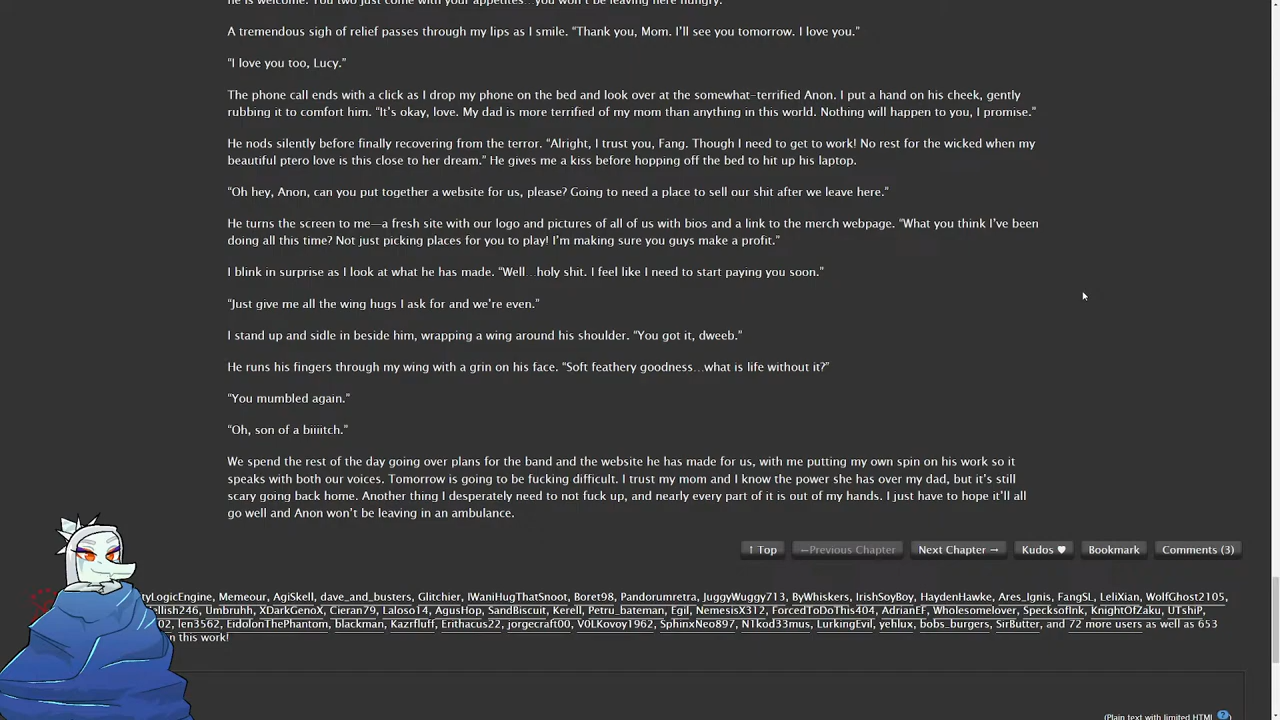 he is welcome. You two just come with your appetites…you won't be leaving here hungry."
A tremendous sigh of relief passes through my lips as I smile. "Thank you, Mom. I'll see you tomorrow. I love you."
"I love you too, Lucy."
The phone call ends with a click as I drop my phone on the bed and look over at the somewhat-terrified Anon. I put a hand on his cheek, gently
rubbing it to comfort him. "It's okay, love. My dad is more terrified of my mom than anything in this world. Nothing will happen to you, I promise."
He nods silently before finally recovering from the terror. "Alright, I trust you, Fang. Though I need to get to work! No rest for the wicked when my
beautiful ptero love is this close to her dream." He gives me a kiss before hopping off the bed to hit up his laptop.
"Oh hey, Anon, can you put together a website for us, please? Going to need a place to sell our shit after we leave here."
He turns the screen to me—a fresh site with our logo and pictures of all of us with bios and a link to the merch webpage. "What you think I've been
doing all this time? Not just picking places for you to play! I'm making sure you guys make a profit."
I blink in surprise as I look at what he has made. "Well…holy shit. I feel like I need to start paying you soon."
"Just give me all the wing hugs I ask for and we're even."
I stand up and sidle in beside him, wrapping a wing around his shoulder. "You got it, dweeb."
He runs his fingers through my wing with a grin on his face. "Soft feathery goodness…what is life without it?"
"You mumbled again."
"Oh, son of a biiiitch."
We spend the rest of the day going over plans for the band and the website he has made for us, with me putting my own spin on his work so it
speaks with both our voices. Tomorrow is going to be fucking difficult. I trust my mom and I know the power she has over my dad, but it's still
scary going back home. Another thing I desperately need to not fuck up, and nearly every part of it is out of my hands. I just have to hope it'll all
go well and Anon won't be leaving in an ambulance.
↑ Top ←Previous Chapter Next Chapter → Kudos ♥ Bookmark Comments (3)
tyLogicEngine, Memeour, AgiSkell, dave_and_busters, Glitchier, IWaniHugThatSnoot, Boret98, Pandorumretra, JuggyWuggy713, ByWhiskers, IrishSoyBoy, HaydenHawke, Ares_Ignis, FangSL, LeliXian, WolfGhost2105,
ellish246, Umbruhh, XDarkGenoX, Cieran79, Laloso14, AgusHop, SandBiscuit, Kerell, Petru_bateman, Egil, NemesisX312, ForcedToDoThis404, AdrianEF, Wholesomelover, SpecksofInk, KnightOfZaku, UTshiP,
02, len3562, EidolonThePhantom, blackman, Kazrfluff, Erithacus22, jorgecraft00, V0LKovoy1962, SphinxNeo897, N1kod33mus, LurkingEvil, yehlux, bobs_burgers, SirButter, and 72 more users as well as 653
n this work!
(Plain text with limited HTML ?